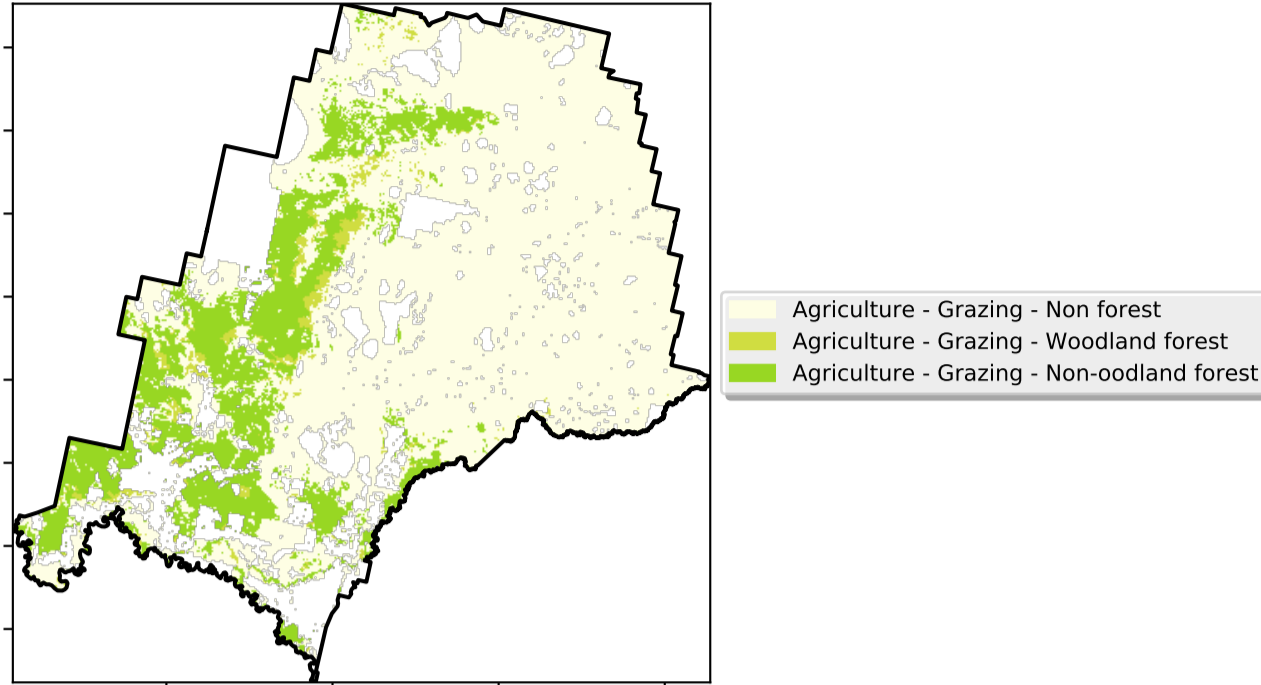 Agriculture - Grazing - Non forest
Agriculture - Grazing - Woodland forest
Agriculture - Grazing - Non-oodland forest